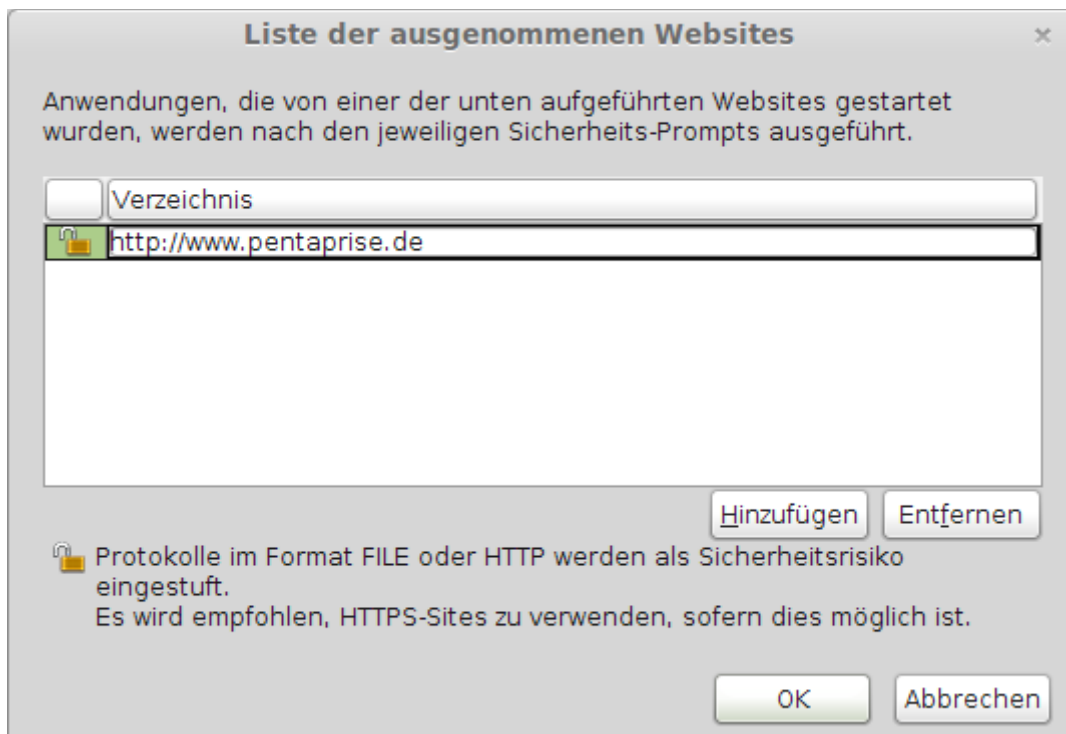 Liste der ausgenommenen Websites
Anwendungen, die von einer der unten aufgeführten Websites gestartet
wurden, werden nach den jeweiligen Sicherheits-Prompts ausgeführt.
Verzeichnis
http://www.pentaprise.de
Hinzufügen Entfernen
Protokolle im Format FILE oder HTTP werden als Sicherheitsrisiko
eingestuft.
Es wird empfohlen, HTTPS-Sites zu verwenden, sofern dies möglich ist.
OK Abbrechen